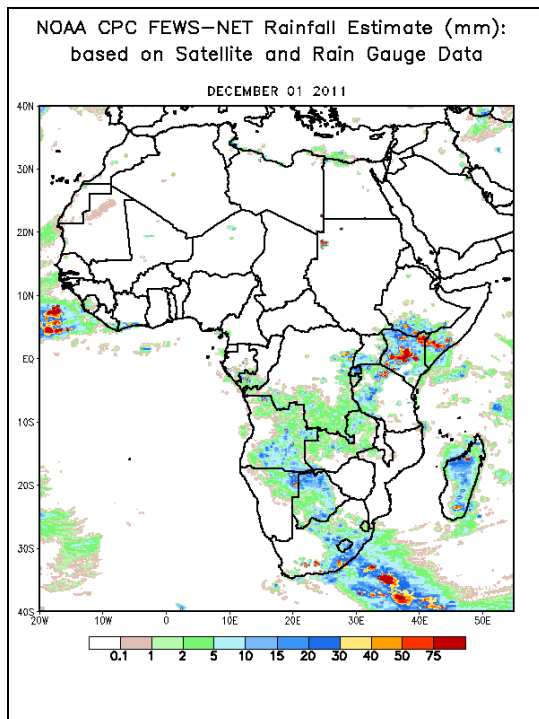 NOAA CPC FEWS-NET Rainfall Estimate (mm):
based on Satellite and Rain Gauge Data
DECEMBER 01 2011
40N
30N
20N
10N
EQ
10S
20S
30S
40S
20W 10W 0 10E 20E 30E 40E 50E
0.1 1 2 5 10 15 20 30 40 50 75